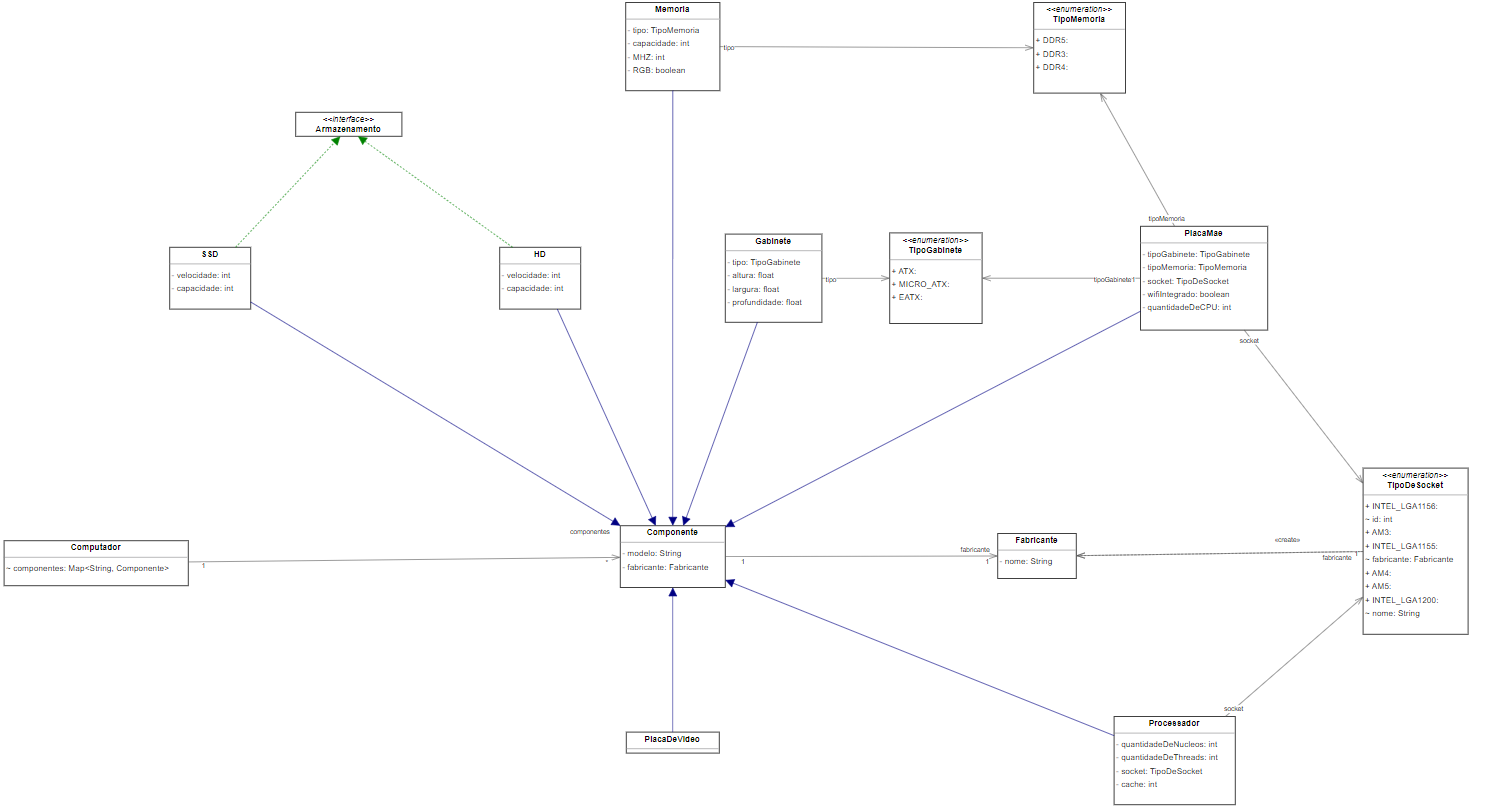 Memoria
- tipo: TipoMemoria
- capacidade: int
- MHZ: int
- RGB: boolean
tipo
<<enumeration>>
TipoMemoria
+ DDR5:
+ DDR3:
+ DDR4:
<<interface>>
Armazenamento
SSD
- velocidade: int
- capacidade: int
HD
- velocidade: int
- capacidade: int
Gabinete
- tipo: TipoGabinete
- altura: float
- largura: float
- profundidade: float
tipo
<<enumeration>>
TipoGabinete
+ ATX:
+ MICRO_ATX:
+ EATX:
tipoGabinete1
tipoMemoria
PlacaMae
- tipoGabinete: TipoGabinete
- tipoMemoria: TipoMemoria
- socket: TipoDeSocket
- wifiIntegrado: boolean
- quantidadeDeCPU: int
socket
<<enumeration>>
TipoDeSocket
+ INTEL_LGA1156:
~ id: int
+ AM3:
+ INTEL_LGA1155:
~ fabricante: Fabricante
+ AM4:
+ AM5:
+ INTEL_LGA1200:
~ nome: String
Computador
~ componentes: Map<String, Componente>
1
componentes
*
Componente
- modelo: String
- fabricante: Fabricante
1
fabricante
1
Fabricante
- nome: String
«create»
fabricante
1
PlacaDeVideo
socket
Processador
- quantidadeDeNucleos: int
- quantidadeDeThreads: int
- socket: TipoDeSocket
- cache: int